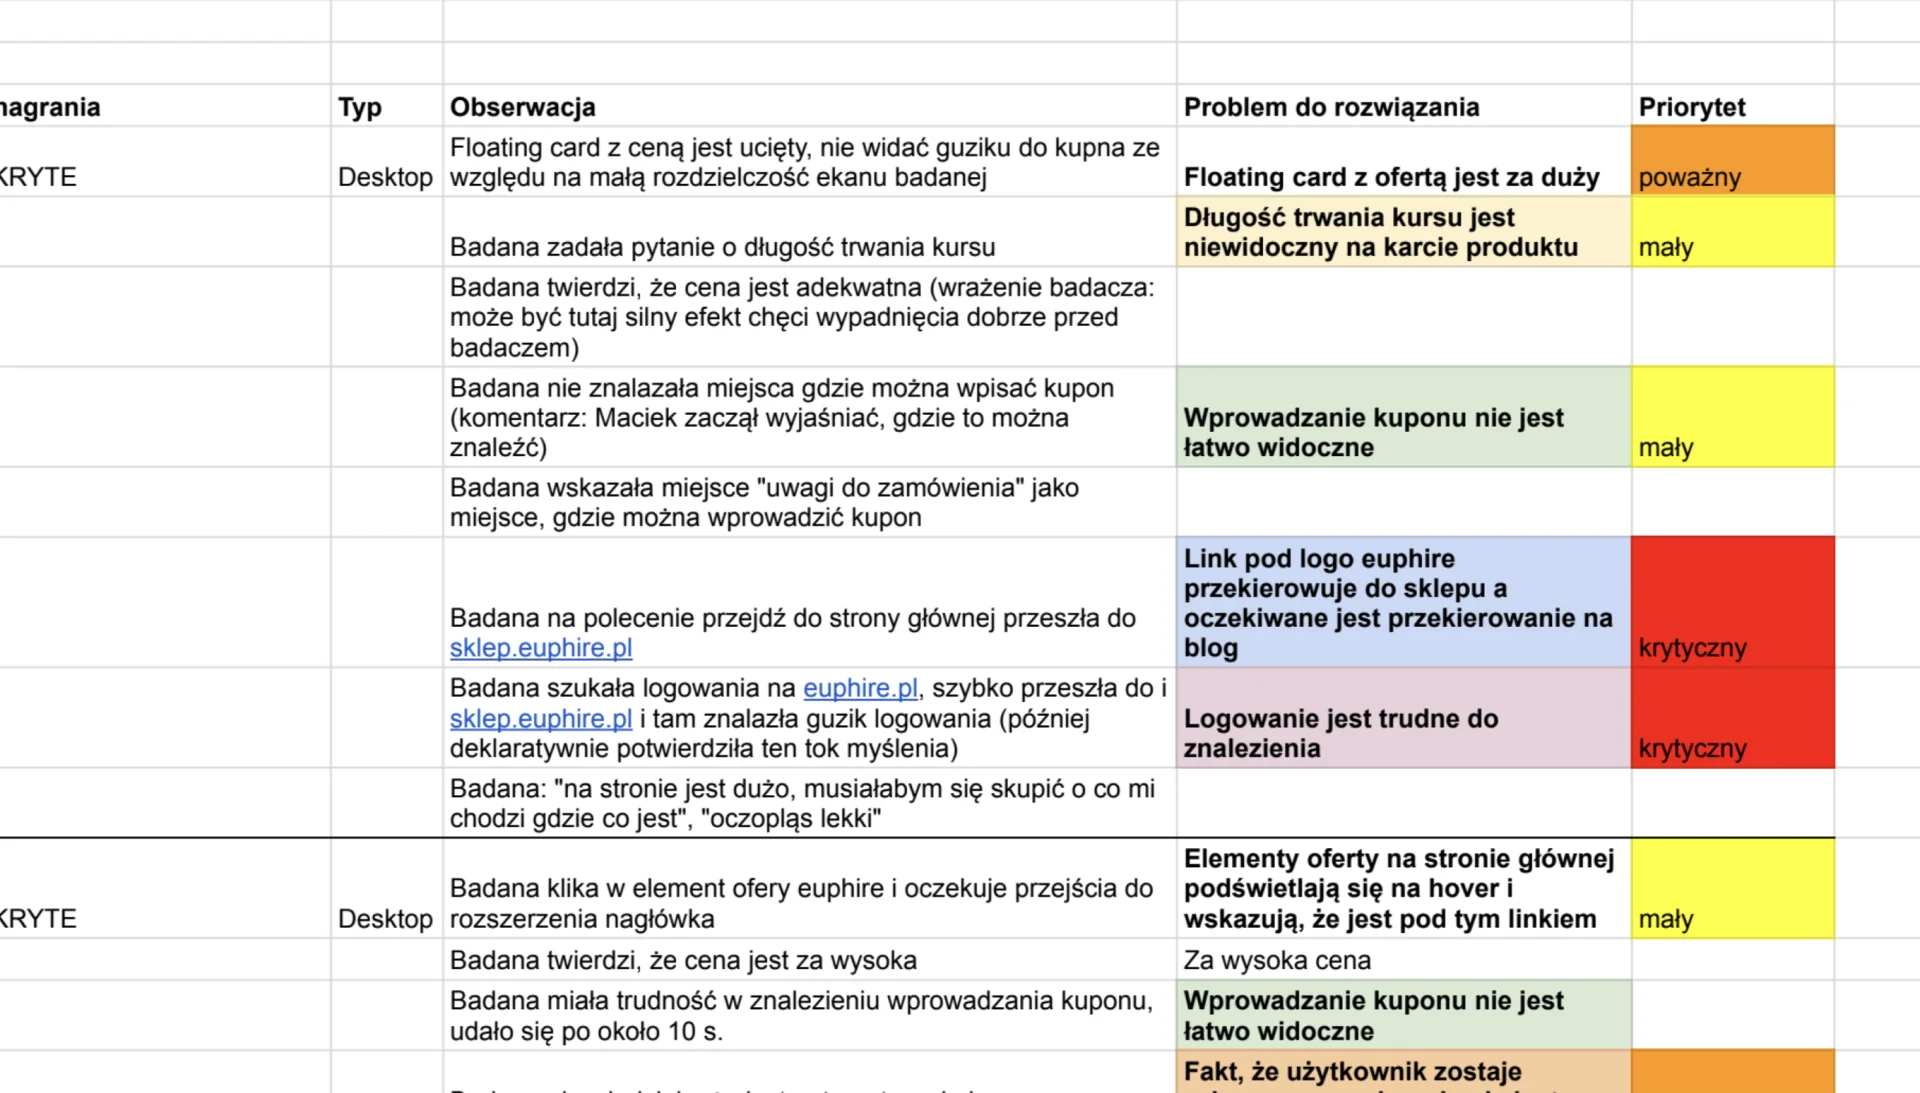 nagrania Typ Obserwacja Problem do rozwiązania Priorytet
Floating card z ceną jest ucięty, nie widać guziku do kupna ze
KRYTE Desktop względu na małą rozdzielczość ekanu badanej Floating card z ofertą jest za duży poważny
Długość trwania kursu jest
Badana zadała pytanie o długość trwania kursu niewidoczny na karcie produktu mały
Badana twierdzi, że cena jest adekwatna (wrażenie badacza:
może być tutaj silny efekt chęci wypadnięcia dobrze przed
badaczem)
Badana nie znalazała miejsca gdzie można wpisać kupon
(komentarz: Maciek zaczął wyjaśniać, gdzie to można
znaleźć)
Wprowadzanie kuponu nie jest
łatwo widoczne mały
Badana wskazała miejsce "uwagi do zamówienia" jako
miejsce, gdzie można wprowadzić kupon
Badana na polecenie przejdź do strony głównej przeszła do
sklep.euphire.pl
Link pod logo euphire
przekierowuje do sklepu a
oczekiwane jest przekierowanie na
blog krytyczny
Badana szukała logowania na euphire.pl, szybko przeszła do i
sklep.euphire.pl i tam znalazła guzik logowania (później
deklaratywnie potwierdziła ten tok myślenia)
Logowanie jest trudne do
znalezienia krytyczny
Badana: "na stronie jest dużo, musiałabym się skupić o co mi
chodzi gdzie co jest", "oczopląs lekki"
KRYTE Desktop
Badana klika w element ofery euphire i oczekuje przejścia do
rozszerzenia nagłówka
Elementy oferty na stronie głównej
podświetlają się na hover i
wskazują, że jest pod tym linkiem mały
Badana twierdzi, że cena jest za wysoka Za wysoka cena
Badana miała trudność w znalezieniu wprowadzania kuponu,
udało się po około 10 s.
Wprowadzanie kuponu nie jest
łatwo widoczne
Fakt, że użytkownik zostaje